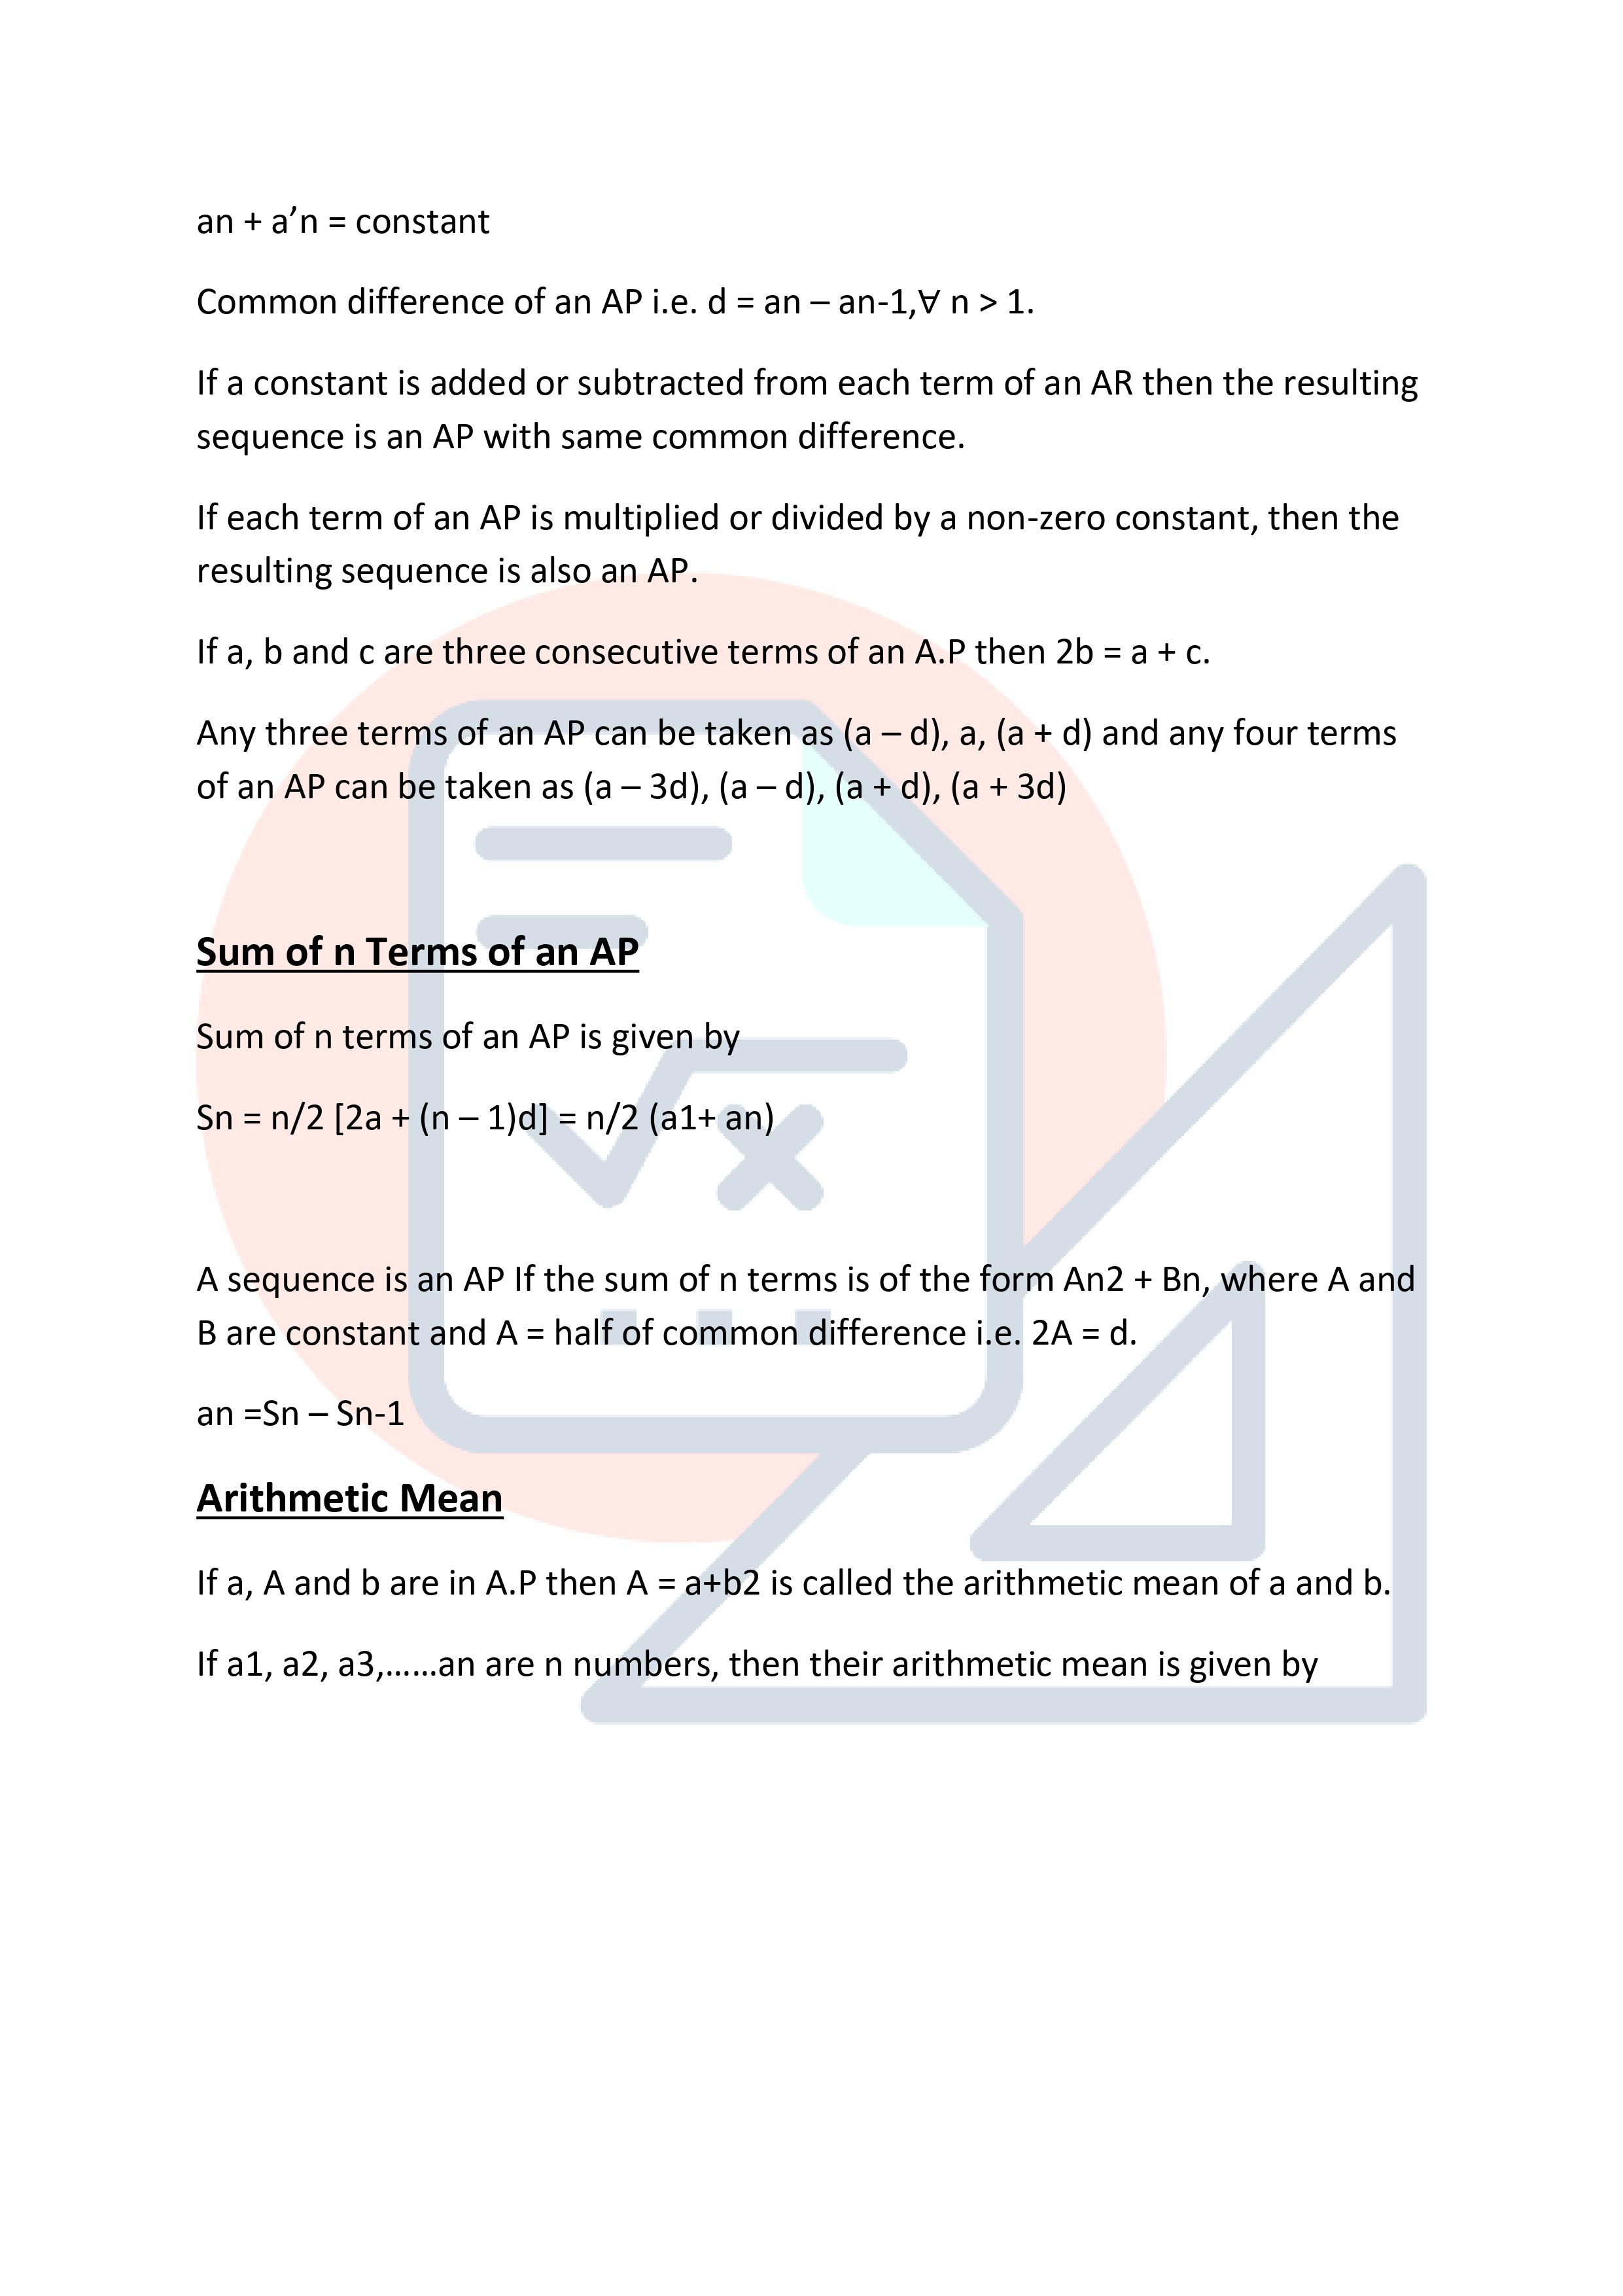 an + a’n = constant
Common difference of an AP i.e. d = an – an-1,∀ n > 1.
If a constant is added or subtracted from each term of an AR then the resulting
sequence is an AP with same common difference.
If each term of an AP is multiplied or divided by a non-zero constant, then the
resulting sequence is also an AP.
If a, b and c are three consecutive terms of an A.P then 2b = a + c.
Any three terms of an AP can be taken as (a – d), a, (a + d) and any four terms
of an AP can be taken as (a – 3d), (a – d), (a + d), (a + 3d)
Sum of n Terms of an AP
Sum of n terms of an AP is given by
Sn = n/2 [2a + (n – 1)d] = n/2 (a1+ an)
A sequence is an AP If the sum of n terms is of the form An2 + Bn, where A and
B are constant and A = half of common difference i.e. 2A = d.
an =Sn – Sn-1
Arithmetic Mean
If a, A and b are in A.P then A = a+b2 is called the arithmetic mean of a and b.
If a1, a2, a3,……an are n numbers, then their arithmetic mean is given by